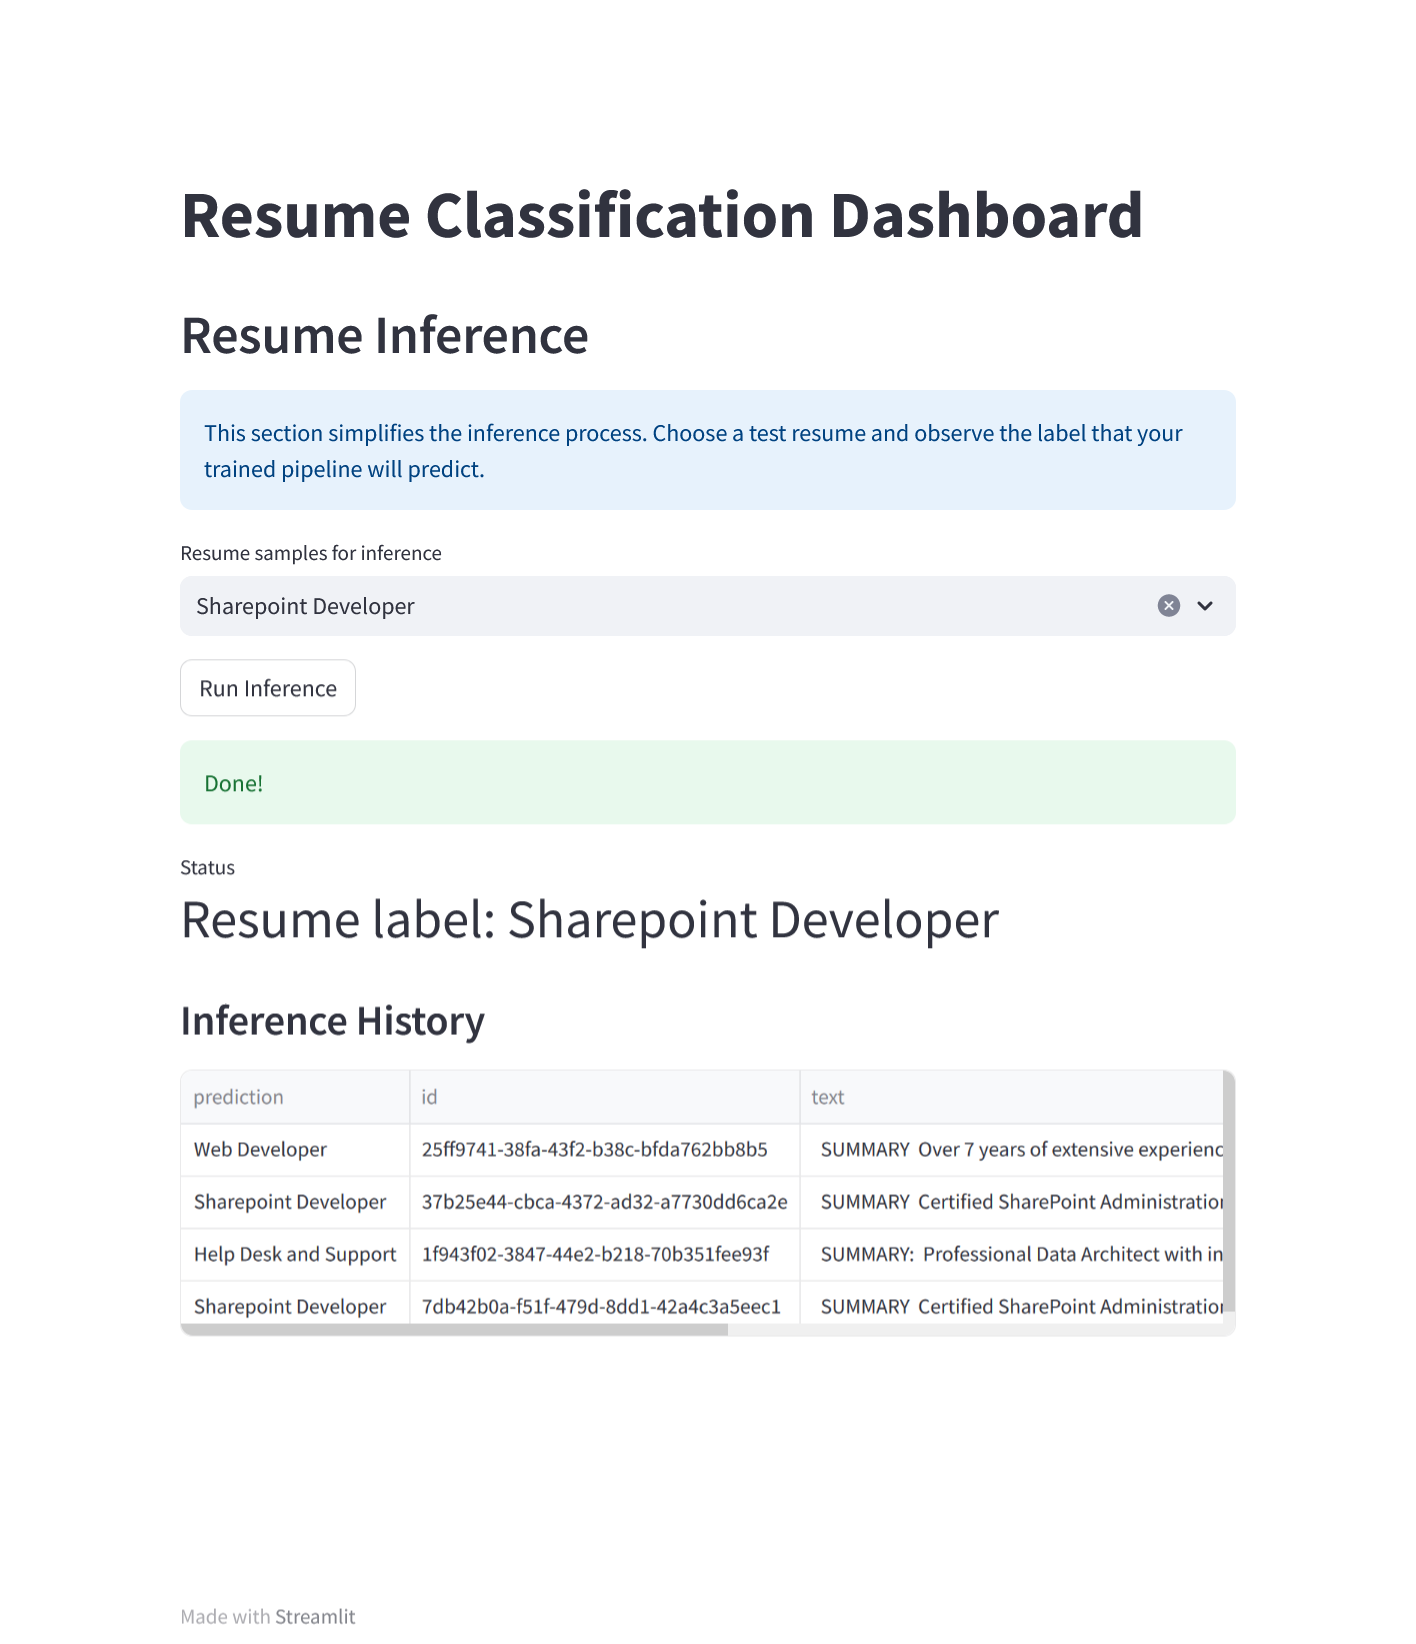 Resume Classification Dashboard
Resume Inference
This section simplifies the inference process. Choose a test resume and observe the label that your
trained pipeline will predict.
Resume samples for inference
Sharepoint Developer
Run Inference
Done!
Status
Resume label: Sharepoint Developer
Inference History
prediction id text
Web Developer 25ff9741-38fa-43f2-b38c-bfda762bb8b5 SUMMARY Over 7 years of extensive experienc
Sharepoint Developer 37b25e44-cbca-4372-ad32-a7730dd6ca2e SUMMARY Certified SharePoint Administration
Help Desk and Support 1f943f02-3847-44e2-b218-70b351fee93f SUMMARY: Professional Data Architect with in
Sharepoint Developer 7db42b0a-f51f-479d-8dd1-42a4c3a5eec1 SUMMARY Certified SharePoint Administration
Made with Streamlit